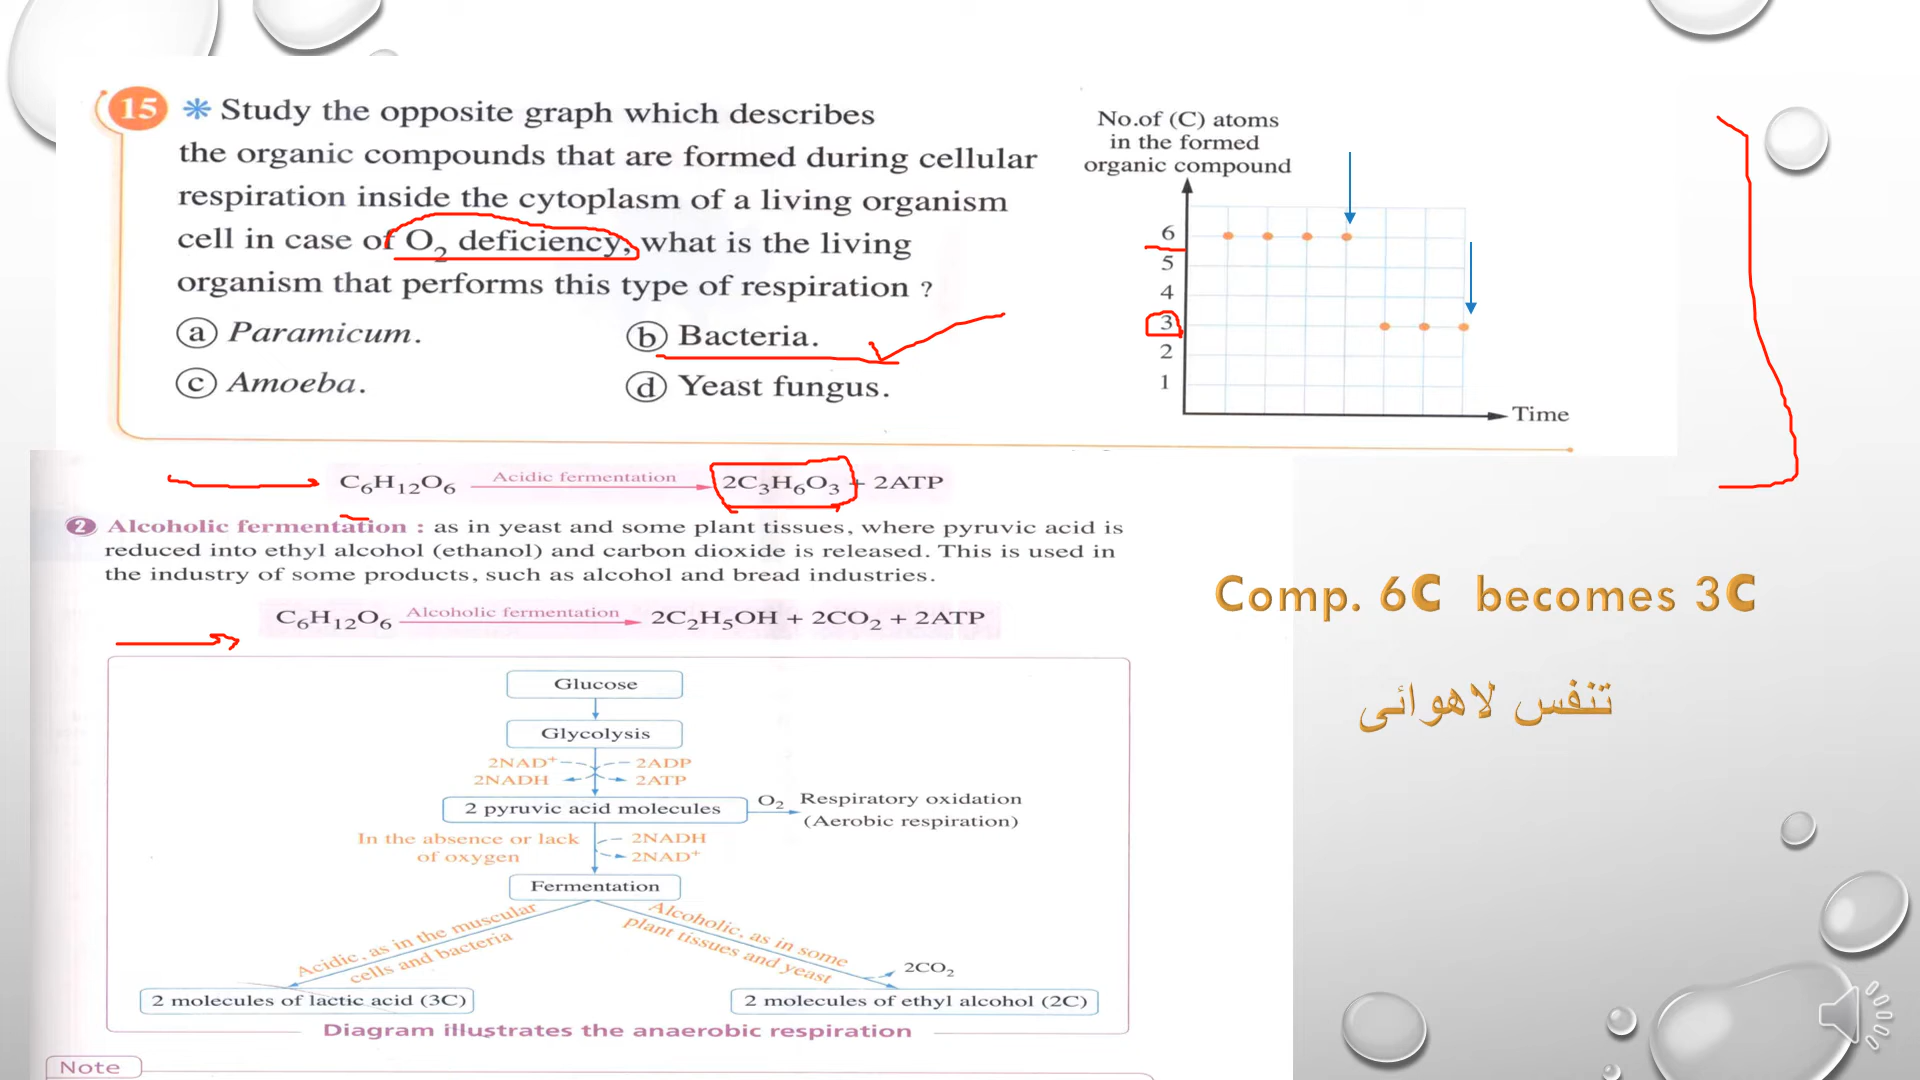 15 * Study the opposite graph which describes
the organic compounds that are formed during cellular
respiration inside the cytoplasm of a living organism
cell in case of O₂ deficiency, what is the living
organism that performs this type of respiration ?
a Paramicum.
b Bacteria.
c Amoeba.
d Yeast fungus.
No.of (C) atoms
in the formed
organic compound
6
5
4
3
2
1
Time
C₆H₁₂O₆ Acidic fermentation 2C₃H₆O₃ + 2ATP
2 Alcoholic fermentation : as in yeast and some plant tissues, where pyruvic acid is
reduced into ethyl alcohol (ethanol) and carbon dioxide is released. This is used in
the industry of some products, such as alcohol and bread industries.
C₆H₁₂O₆ Alcoholic fermentation 2C₂H₅OH + 2CO₂ + 2ATP
Comp. 6C becomes 3C
تنفس لاهوائى
Glucose
Glycolysis
2NAD⁺ 2ADP
2NADH 2ATP
2 pyruvic acid molecules
O₂ Respiratory oxidation
(Aerobic respiration)
In the absence or lack
of oxygen
2NADH
2NAD⁺
Fermentation
Acidic, as in the muscular
cells and bacteria
Alcoholic, as in some
plant tissues and yeast
2CO₂
2 molecules of lactic acid (3C)
2 molecules of ethyl alcohol (2C)
Diagram illustrates the anaerobic respiration
Note